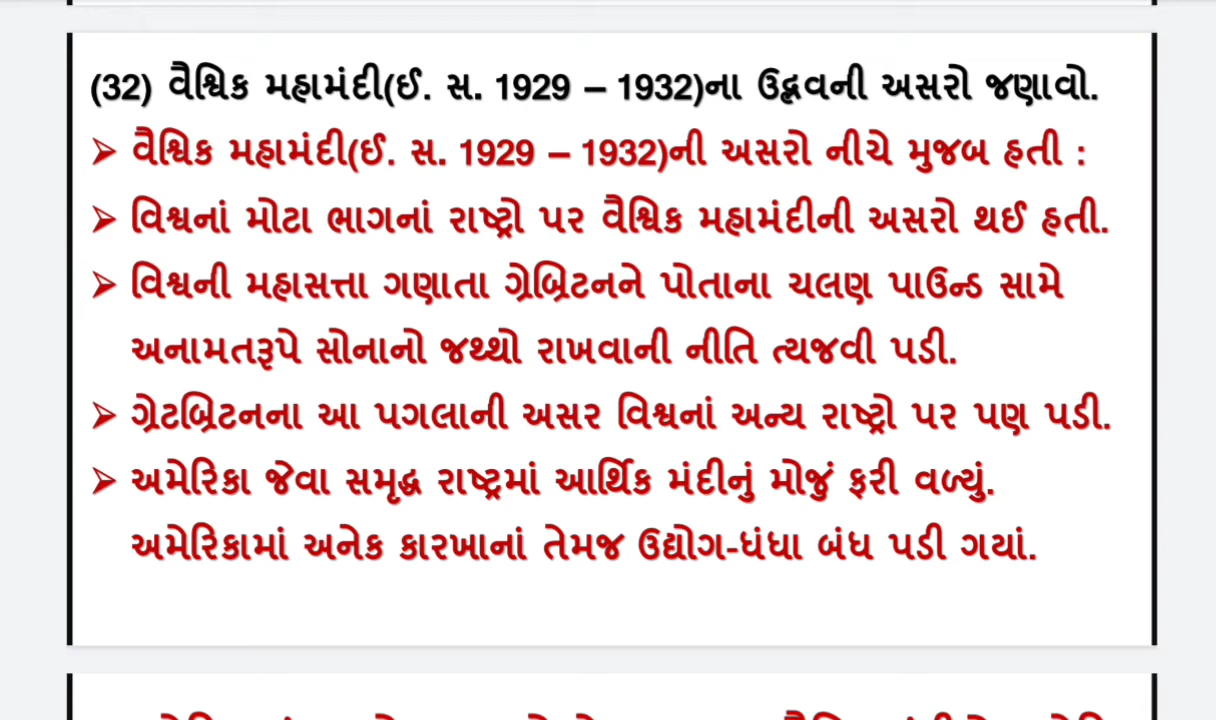 (32) વૈશ્વિક મહામંદી(ઈ. સ. 1929 – 1932)ના ઉદ્ભવની અસરો જણાવો.
➢ વૈશ્વિક મહામંદી(ઈ. સ. 1929 – 1932)ની અસરો નીચે મુજબ હતી :
➢ વિશ્વનાં મોટા ભાગનાં રાષ્ટ્રો પર વૈશ્વિક મહામંદીની અસરો થઈ હતી.
➢ વિશ્વની મહાસત્તા ગણાતા ગ્રેબ્રિટનને પોતાના ચલણ પાઉન્ડ સામે
અનામતરૂપે સોનાનો જથ્થો રાખવાની નીતિ ત્યજવી પડી.
➢ ગ્રેટબ્રિટનના આ પગલાની અસર વિશ્વનાં અન્ય રાષ્ટ્રો પર પણ પડી.
➢ અમેરિકા જેવા સમૃદ્ધ રાષ્ટ્રમાં આર્થિક મંદીનું મોજું ફરી વળ્યું.
અમેરિકામાં અનેક કારખાનાં તેમજ ઉદ્યોગ-ધંધા બંધ પડી ગયાં.